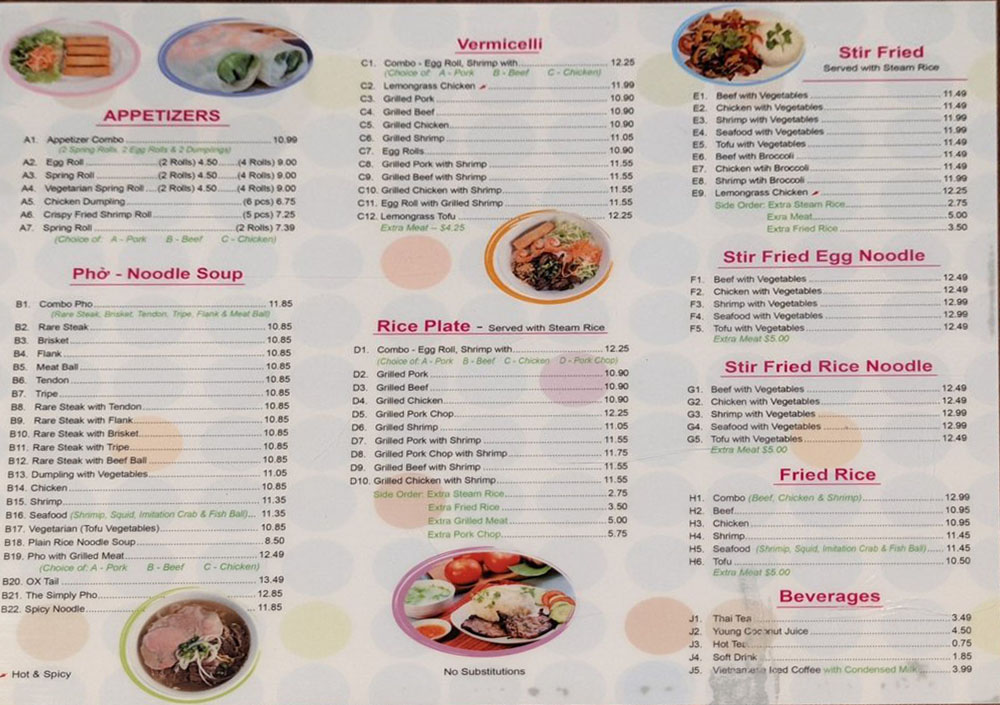 APPETIZERS
A1. Appetizer Combo 10.99
(2 Spring Rolls, 2 Egg Rolls & 2 Dumplings)
A2. Egg Roll (2 Rolls) 4.50 (4 Rolls) 9.00
A3. Spring Roll (2 Rolls) 4.50 (4 Rolls) 9.00
A4. Vegetarian Spring Roll (2 Rolls) 4.50 (4 Rolls) 9.00
A5. Chicken Dumpling (6 pcs) 6.75
A6. Crispy Fried Shrimp Roll (5 pcs) 7.25
A7. Spring Roll (2 Rolls) 7.39
(Choice of: A - Pork B - Beef C - Chicken)
Phở - Noodle Soup
B1. Combo Pho 11.85
(Rare Steak, Brisket, Tendon, Tripe, Flank & Meat Ball)
B2. Rare Steak 10.85
B3. Brisket 10.85
B4. Flank 10.85
B5. Meat Ball 10.85
B6. Tendon 10.85
B7. Tripe 10.85
B8. Rare Steak with Tendon 10.85
B9. Rare Steak with Flank 10.85
B10. Rare Steak with Brisket 10.85
B11. Rare Steak with Tripe 10.85
B12. Rare Steak with Beef Ball 10.85
B13. Dumpling with Vegetables 11.05
B14. Chicken 10.85
B15. Shrimp 11.35
B16. Seafood (Shrimp, Squid, Imitation Crab & Fish Ball) 11.35
B17. Vegetarian (Tofu Vegetables) 10.85
B18. Plain Rice Noodle Soup 8.50
B19. Pho with Grilled Meat 12.49
(Choice of: A - Pork B - Beef C - Chicken)
B20. OX Tail 13.49
B21. The Simply Pho 12.85
B22. Spicy Noodle 11.85
Hot & Spicy
Vermicelli
C1. Combo - Egg Roll, Shrimp with 12.25
(Choice of: A - Pork B - Beef C - Chicken)
C2. Lemongrass Chicken 11.99
C3. Grilled Pork 10.90
C4. Grilled Beef 10.90
C5. Grilled Chicken 10.90
C6. Grilled Shrimp 11.05
C7. Egg Rolls 10.90
C8. Grilled Pork with Shrimp 11.55
C9. Grilled Beef with Shrimp 11.55
C10. Grilled Chicken with Shrimp 11.55
C11. Egg Roll with Grilled Shrimp 11.55
C12. Lemongrass Tofu 12.25
Extra Meat -- $4.25
Rice Plate - Served with Steam Rice
D1. Combo - Egg Roll, Shrimp with 12.25
(Choice of: A - Pork B - Beef C - Chicken D - Pork Chop)
D2. Grilled Pork 10.90
D3. Grilled Beef 10.90
D4. Grilled Chicken 10.90
D5. Grilled Pork Chop 12.25
D6. Grilled Shrimp 11.05
D7. Grilled Pork with Shrimp 11.55
D8. Grilled Pork Chop with Shrimp 11.75
D9. Grilled Beef with Shrimp 11.55
D10. Grilled Chicken with Shrimp 11.55
Side Order: Extra Steam Rice 2.75
Extra Fried Rice 3.50
Extra Grilled Meat 5.00
Extra Pork Chop 5.75
No Substitutions
Stir Fried
Served with Steam Rice
E1. Beef with Vegetables 11.49
E2. Chicken with Vegetables 11.49
E3. Shrimp with Vegetables 11.99
E4. Seafood with Vegetables 11.99
E5. Tofu with Vegetables 11.49
E6. Beef with Broccoli 11.49
E7. Chicken wtih Broccoli 11.49
E8. Shrimp wtih Broccoli 11.99
E9. Lemongrass Chicken 12.25
Side Order: Extra Steam Rice 2.75
Exra Meat 5.00
Extra Fried Rice 3.50
Stir Fried Egg Noodle
F1. Beef with Vegetables 12.49
F2. Chicken with Vegetables 12.49
F3. Shrimp with Vegetables 12.99
F4. Seafood with Vegetables 12.99
F5. Tofu with Vegetables 12.49
Extra Meat $5.00
Stir Fried Rice Noodle
G1. Beef with Vegetables 12.49
G2. Chicken with Vegetables 12.49
G3. Shrimp with Vegetables 12.99
G4. Seafood with Vegetables 12.99
G5. Tofu with Vegetables 12.49
Extra Meat $5.00
Fried Rice
H1. Combo (Beef, Chicken & Shrimp) 12.99
H2. Beef 10.95
H3. Chicken 10.95
H4. Shrimp 11.45
H5. Seafood (Shrimp, Squid, Imitation Crab & Fish Ball) 11.45
H6. Tofu 10.50
Extra Meat $5.00
Beverages
J1. Thai Tea 3.49
J2. Young Coconut Juice 4.50
J3. Hot Tea 0.75
J4. Soft Drink 1.85
J5. Vietnamese Iced Coffee with Condensed Milk 3.99